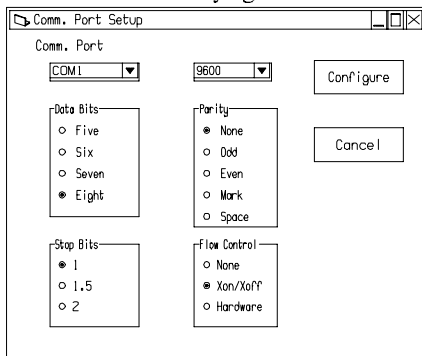 Comm. Port Setup
Comm. Port
COM1
9600
Configure
Cancel
Data Bits
Five
Six
Seven
Eight
Parity
None
Odd
Even
Mark
Space
Stop Bits
1
1.5
2
Flow Control
None
Xon/Xoff
Hardware